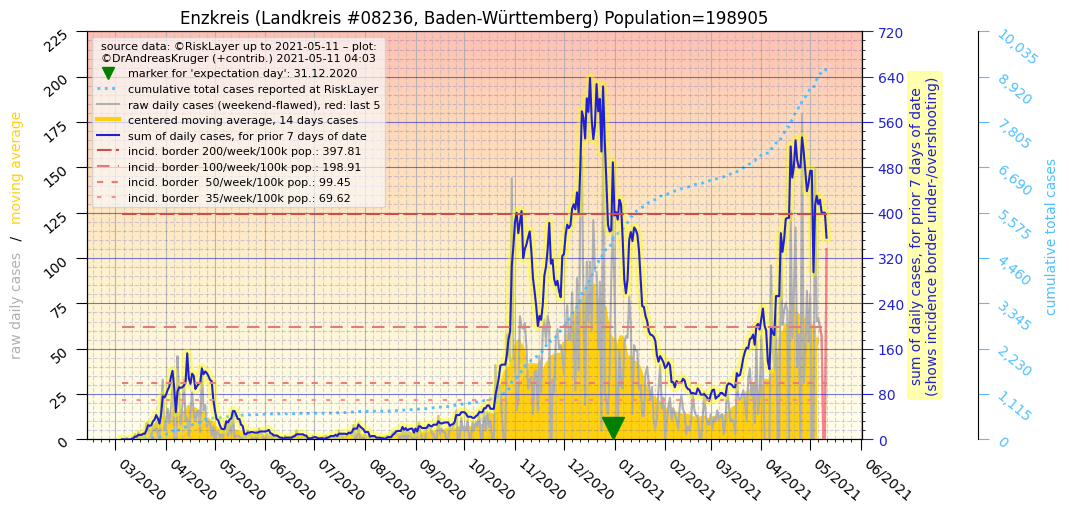 Enzkreis (Landkreis #08236, Baden-Württemberg) Population=198905
source data: ©RiskLayer up to 2021-05-11 – plot:
©DrAndreasKruger (+contrib.) 2021-05-11 04:03
marker for 'expectation day': 31.12.2020
cumulative total cases reported at RiskLayer
raw daily cases (weekend-flawed), red: last 5
centered moving average, 14 days cases
sum of daily cases, for prior 7 days of date
incid. border 200/week/100k pop.: 397.81
incid. border 100/week/100k pop.: 198.91
incid. border  50/week/100k pop.: 99.45
incid. border  35/week/100k pop.: 69.62
raw daily cases / moving average
225
200
175
150
125
100
75
50
25
0
03/2020
04/2020
05/2020
06/2020
07/2020
08/2020
09/2020
10/2020
11/2020
12/2020
01/2021
02/2021
03/2021
04/2021
05/2021
06/2021
720
640
560
480
400
320
240
160
80
0
sum of daily cases, for prior 7 days of date
(shows incidence border under-/overshooting)
10,035
8,920
7,805
6,690
5,575
4,460
3,345
2,230
1,115
0
cumulative total cases